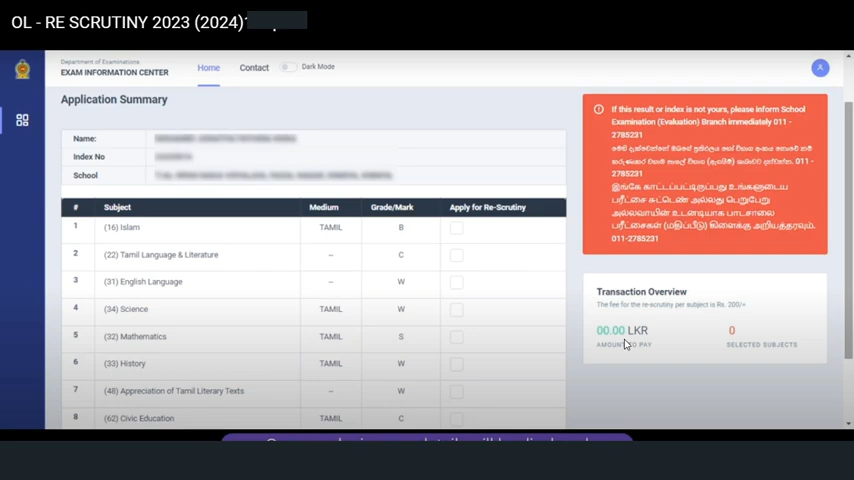 OL - RE SCRUTINY 2023 (2024)
Department of Examinations
EXAM INFORMATION CENTER
Home Contact Dark Mode
Application Summary
Name:
Index No
School
# Subject Medium Grade/Mark Apply for Re-Scrutiny
1 (16) Islam TAMIL B
2 (22) Tamil Language & Literature -- C
3 (31) English Language -- W
4 (34) Science TAMIL W
5 (32) Mathematics TAMIL S
6 (33) History TAMIL W
7 (48) Appreciation of Tamil Literary Texts -- W
8 (62) Civic Education TAMIL C
If this result or index is not yours, please inform School
Examination (Evaluation) Branch immediately 011 -
2785231
011 -
2785231
இங்கே காட்டப்பட்டிருப்பது உங்களுடைய
பரீட்சை சுட்டெண் அல்லது பெறுபேறு
அல்லவாயின் உடனடியாக பாடசாலை
பரீட்சைகள் (மதிப்பீடு) கிளைக்கு அறியத்தரவும்.
011-2785231
Transaction Overview
The fee for the re-scrutiny per subject is Rs. 200/=
00.00 LKR 0
AMOUNT TO PAY SELECTED SUBJECTS